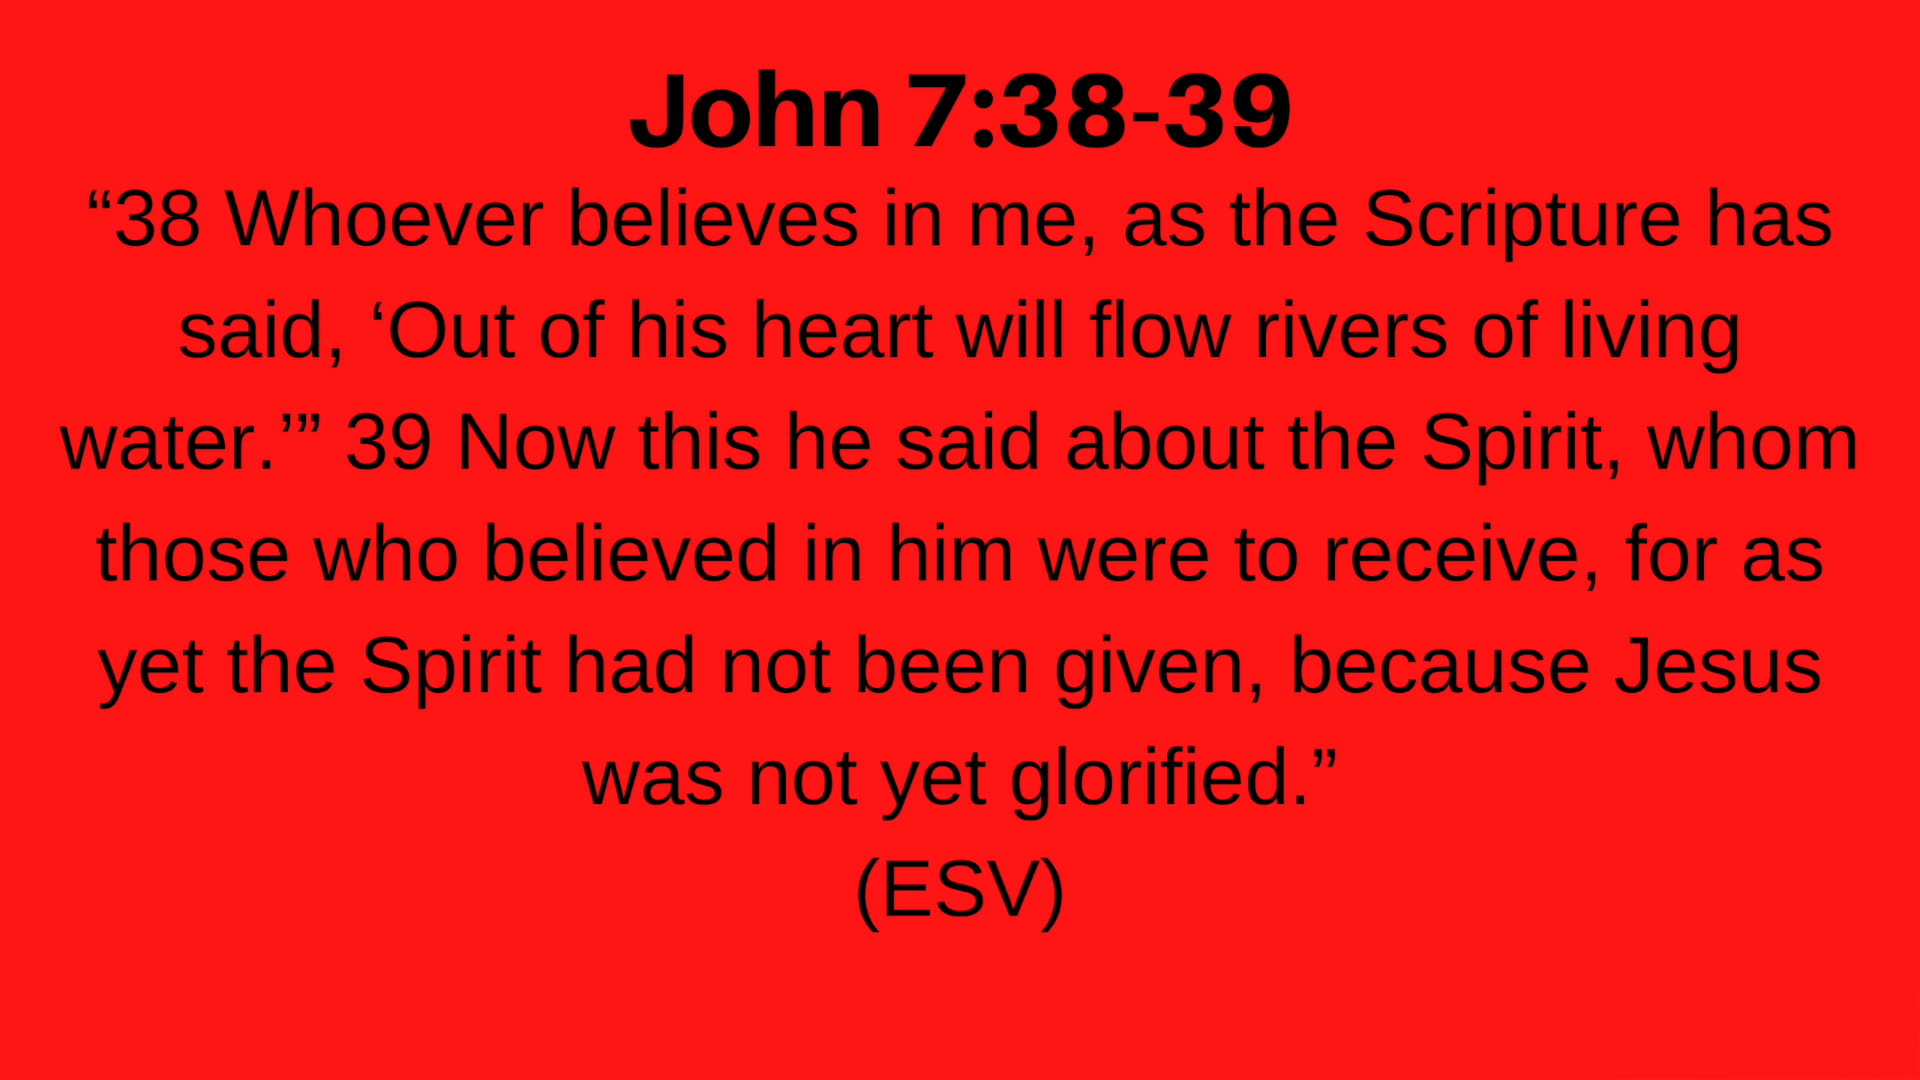 John 7:38-39
“38 Whoever believes in me, as the Scripture has
said, ‘Out of his heart will flow rivers of living
water.’” 39 Now this he said about the Spirit, whom
those who believed in him were to receive, for as
yet the Spirit had not been given, because Jesus
was not yet glorified.”
(ESV)